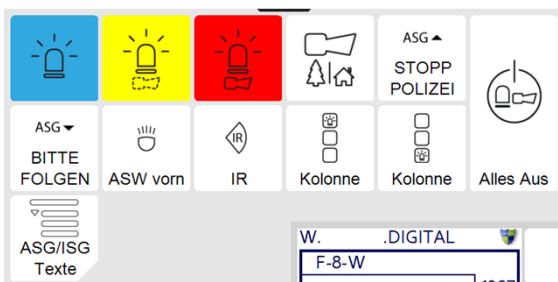 ASG ▲
STOPP
POLIZEI
ASG ▼
BITTE
FOLGEN
ASW vorn
IR
IR
Kolonne
Kolonne
Alles Aus
ASG/ISG
Texte
W. .DIGITAL
F-8-W